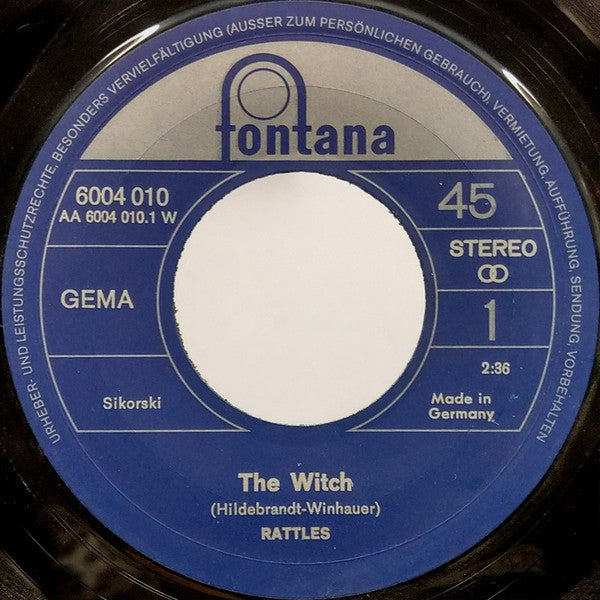 URHEBER- UND LEISTUNGSSCHUTZRECHTE, BESONDERS VERVIELFÄLTIGUNG (AUSSER ZUM PERSÖNLICHEN GEBRAUCH), VERMIETUNG, AUFFÜHRUNG, SENDUNG, VORBEHALTEN
fontana
6004 010
AA 6004 010.1 W
45
STEREO
GEMA
1
2:36
Sikorski
Made in
Germany
The Witch
(Hildebrandt-Winhauer)
RATTLES